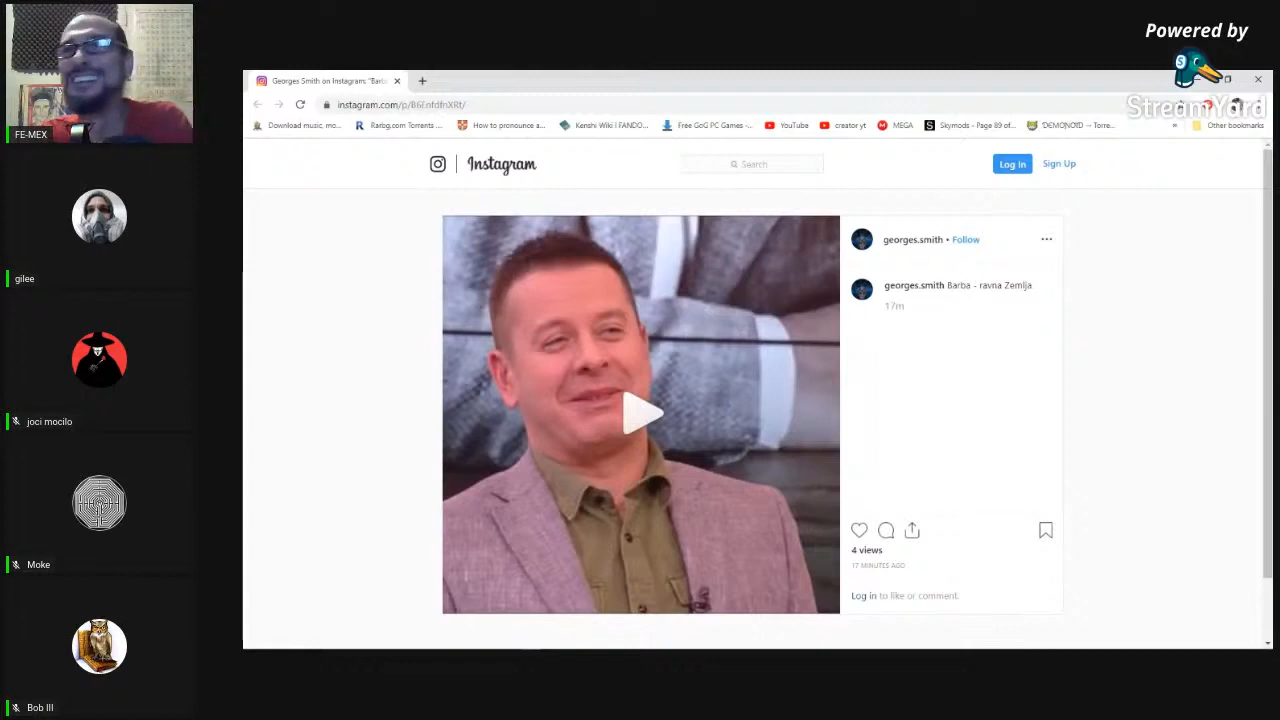 Powered by
StreamYard
FE-MEX
gilee
joci mocilo
Moke
Bob III
Georges Smith on Instagram: "Barb
instagram.com/p/B6EnfdfnXRt/
Download music, mo...
Rarbg.com Torrents ...
How to pronounce a...
Kenshi Wiki | FANDO...
Free GoG PC Games -...
YouTube
creator yt
MEGA
Skymods - Page 89 of...
Torre...
»
Other bookmarks
Instagram
Search
Log In
Sign Up
georges.smith • Follow
georges.smith Barba - ravna Zemlja
17m
4 views
17 MINUTES AGO
Log in to like or comment.